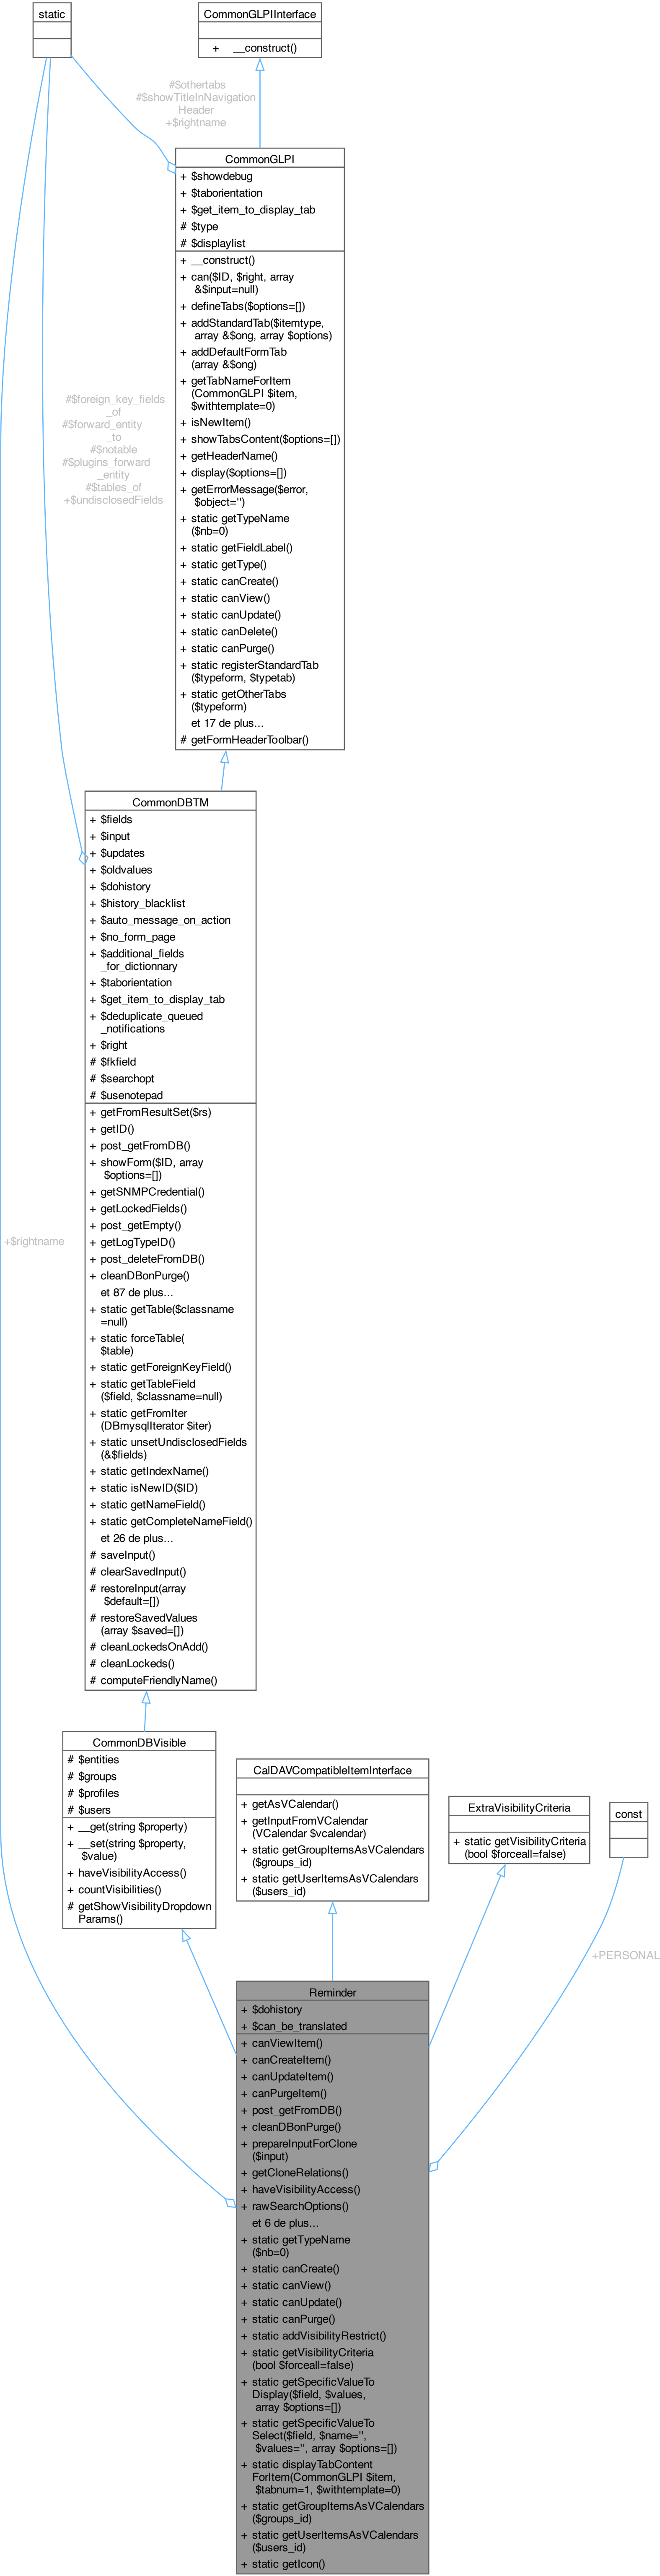 static
CommonGLPIInterface
+ __construct()
#$othertabs
#$showTitleInNavigation
Header
+$rightname
CommonGLPI
+ $showdebug
+ $taborientation
+ $get_item_to_display_tab
# $type
# $displaylist
+ __construct()
+ can($ID, $right, array
&$input=null)
+ defineTabs($options=[])
+ addStandardTab($itemtype,
array &$ong, array $options)
+ addDefaultFormTab
(array &$ong)
+ getTabNameForItem
(CommonGLPI $item,
$withtemplate=0)
+ isNewItem()
+ showTabsContent($options=[])
+ getHeaderName()
+ display($options=[])
+ getErrorMessage($error,
$object='')
+ static getTypeName
($nb=0)
+ static getFieldLabel()
+ static getType()
+ static canCreate()
+ static canView()
+ static canUpdate()
+ static canDelete()
+ static canPurge()
+ static registerStandardTab
($typeform, $typetab)
+ static getOtherTabs
($typeform)
et 17 de plus...
# getFormHeaderToolbar()
#$foreign_key_fields
_of
#$forward_entity
_to
#$notable
#$plugins_forward
_entity
#$tables_of
+$undisclosedFields
CommonDBTM
+ $fields
+ $input
+ $updates
+ $oldvalues
+ $dohistory
+ $history_blacklist
+ $auto_message_on_action
+ $no_form_page
+ $additional_fields
_for_dictionnary
+ $taborientation
+ $get_item_to_display_tab
+ $deduplicate_queued
_notifications
+ $right
# $fkfield
# $searchopt
# $usenotepad
+ getFromResultSet($rs)
+ getID()
+ post_getFromDB()
+ showForm($ID, array
$options=[])
+ getSNMPCredential()
+ getLockedFields()
+ post_getEmpty()
+ getLogTypeID()
+ post_deleteFromDB()
+ cleanDBonPurge()
et 87 de plus...
+ static getTable($classname
=null)
+ static forceTable(
$table)
+ static getForeignKeyField()
+ static getTableField
($field, $classname=null)
+ static getFromIter
(DBmysqlIterator $iter)
+ static unsetUndisclosedFields
(&$fields)
+ static getIndexName()
+ static isNewID($ID)
+ static getNameField()
+ static getCompleteNameField()
et 26 de plus...
# saveInput()
# clearSavedInput()
# restoreInput(array
$default=[])
# restoreSavedValues
(array $saved=[])
# cleanLockedsOnAdd()
# cleanLockeds()
# computeFriendlyName()
+$rightname
CommonDBVisible
# $entities
# $groups
# $profiles
# $users
+ __get(string $property)
+ __set(string $property,
$value)
+ haveVisibilityAccess()
+ countVisibilities()
# getShowVisibilityDropdown
Params()
CalDAVCompatibleItemInterface
+ getAsVCalendar()
+ getInputFromVCalendar
(VCalendar $vcalendar)
+ static getGroupItemsAsVCalendars
($groups_id)
+ static getUserItemsAsVCalendars
($users_id)
ExtraVisibilityCriteria
+ static getVisibilityCriteria
(bool $forceall=false)
const
+PERSONAL
Reminder
+ $dohistory
+ $can_be_translated
+ canViewItem()
+ canCreateItem()
+ canUpdateItem()
+ canPurgeItem()
+ post_getFromDB()
+ cleanDBonPurge()
+ prepareInputForClone
($input)
+ getCloneRelations()
+ haveVisibilityAccess()
+ rawSearchOptions()
et 6 de plus...
+ static getTypeName
($nb=0)
+ static canCreate()
+ static canView()
+ static canUpdate()
+ static canPurge()
+ static addVisibilityRestrict()
+ static getVisibilityCriteria
(bool $forceall=false)
+ static getSpecificValueTo
Display($field, $values,
array $options=[])
+ static getSpecificValueTo
Select($field, $name='',
$values='', array $options=[])
+ static displayTabContent
ForItem(CommonGLPI $item,
$tabnum=1, $withtemplate=0)
+ static getGroupItemsAsVCalendars
($groups_id)
+ static getUserItemsAsVCalendars
($users_id)
+ static getIcon()